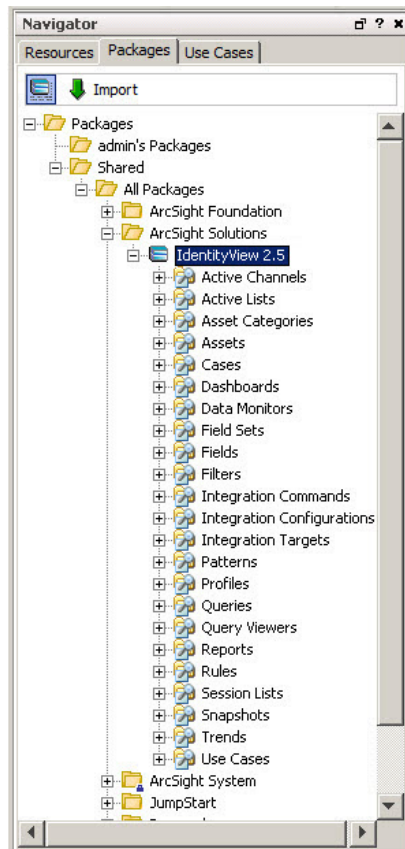 Navigator
Resources Packages Use Cases
Import
Packages
admin's Packages
Shared
All Packages
ArcSight Foundation
ArcSight Solutions
IdentityView 2.5
Active Channels
Active Lists
Asset Categories
Assets
Cases
Dashboards
Data Monitors
Field Sets
Fields
Filters
Integration Commands
Integration Configurations
Integration Targets
Patterns
Profiles
Queries
Query Viewers
Reports
Rules
Session Lists
Snapshots
Trends
Use Cases
ArcSight System
JumpStart